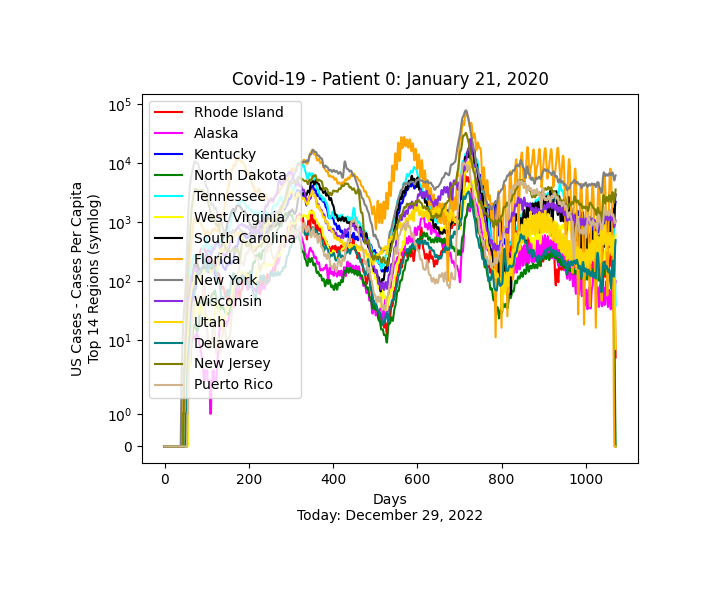 Covid-19 - Patient 0: January 21, 2020
US Cases - Cases Per Capita
Top 14 Regions (symlog)
10^5
10^4
10^3
10^2
10^1
10^0
0
Rhode Island
Alaska
Kentucky
North Dakota
Tennessee
West Virginia
South Carolina
Florida
New York
Wisconsin
Utah
Delaware
New Jersey
Puerto Rico
0 200 400 600 800 1000
Days
Today: December 29, 2022